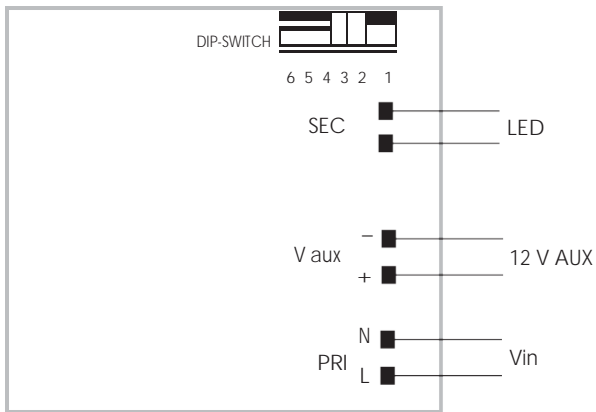 DIP-SWITCH
6 5 4 3 2 1
SEC
LED
−
V aux
12 V AUX
+
N
PRI
Vin
L